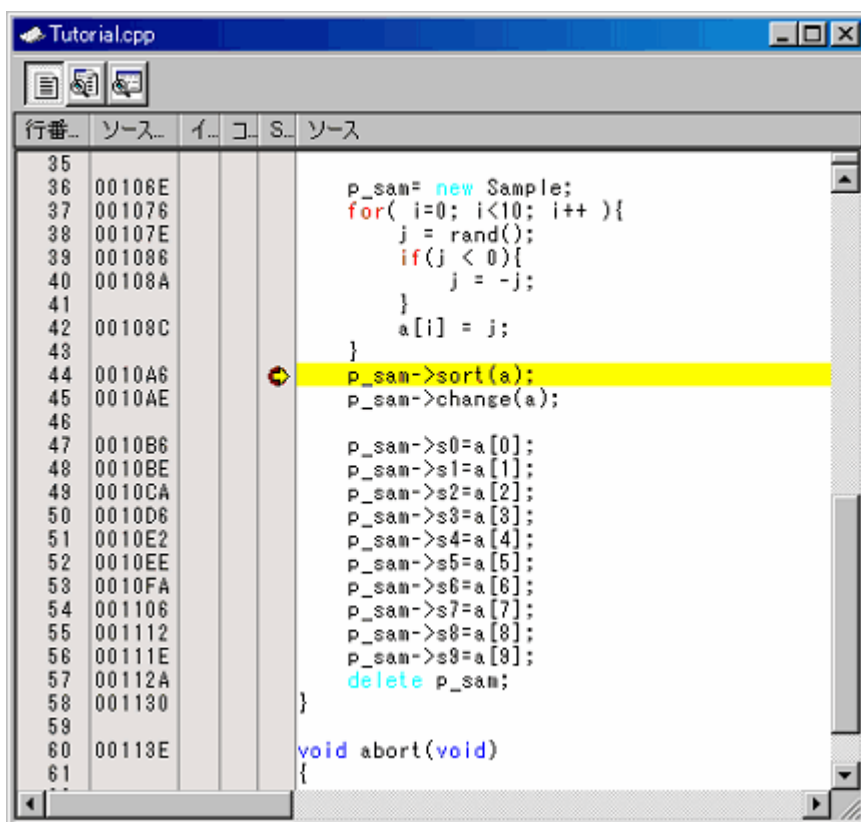 Tutorial.cpp
行番... ソース... イ... コ... S... ソース
35
36 00106E p_sam= new Sample;
37 001076 for( i=0; i<10; i++ ){
38 00107E j = rand();
39 001086 if(j < 0){
40 00108A j = -j;
41 }
42 00108C a[i] = j;
43 }
44 0010A6 p_sam->sort(a);
45 0010AE p_sam->change(a);
46
47 0010B6 p_sam->s0=a[0];
48 0010BE p_sam->s1=a[1];
49 0010CA p_sam->s2=a[2];
50 0010D6 p_sam->s3=a[3];
51 0010E2 p_sam->s4=a[4];
52 0010EE p_sam->s5=a[5];
53 0010FA p_sam->s6=a[6];
54 001106 p_sam->s7=a[7];
55 001112 p_sam->s8=a[8];
56 00111E p_sam->s9=a[9];
57 00112A delete p_sam;
58 001130 }
59
60 00113E void abort(void)
61 {